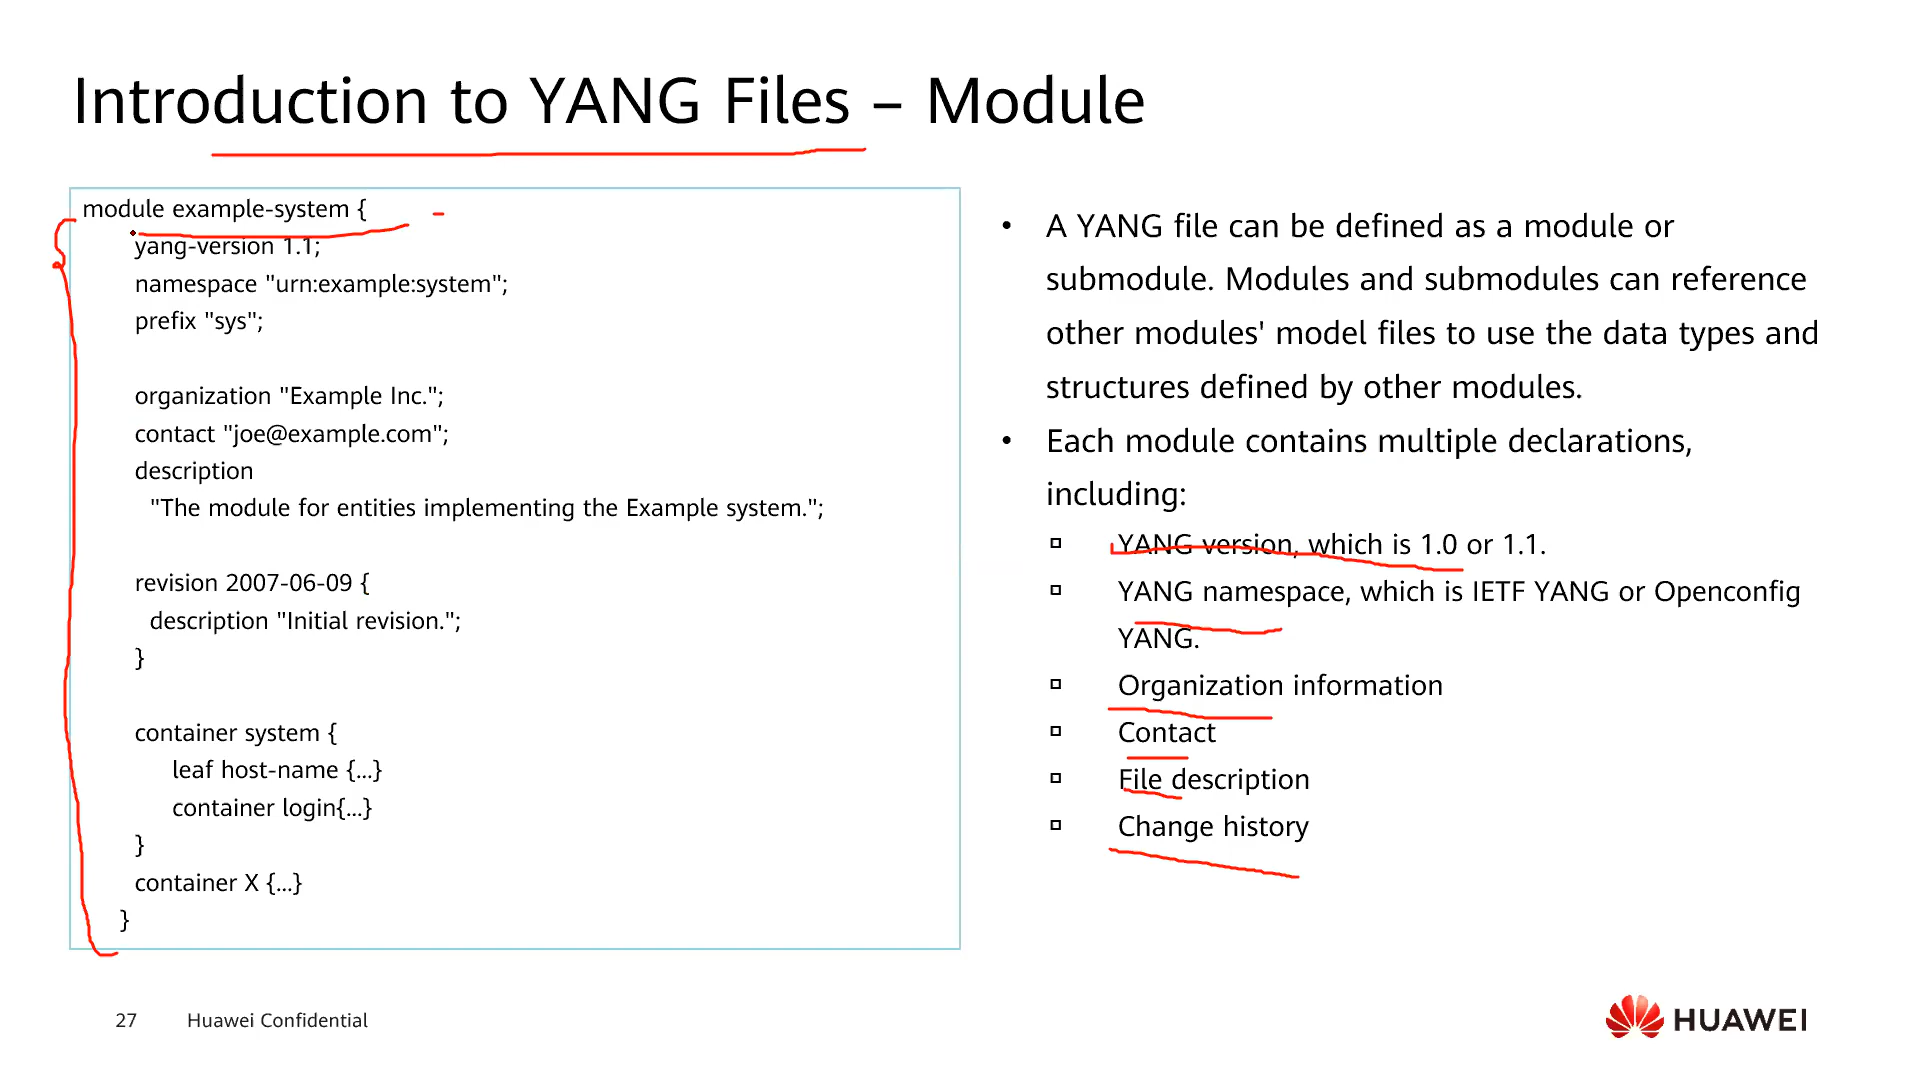 Introduction to YANG Files – Module
module example-system {
yang-version 1.1;
namespace "urn:example:system";
prefix "sys";
organization "Example Inc.";
contact "joe@example.com";
description
"The module for entities implementing the Example system.";
revision 2007-06-09 {
description "Initial revision.";
}
container system {
leaf host-name {...}
container login{...}
}
container X {...}
}
• A YANG file can be defined as a module or
submodule. Modules and submodules can reference
other modules' model files to use the data types and
structures defined by other modules.
• Each module contains multiple declarations,
including:
▫ YANG version, which is 1.0 or 1.1.
▫ YANG namespace, which is IETF YANG or Openconfig
YANG.
▫ Organization information
▫ Contact
▫ File description
▫ Change history
27 Huawei Confidential
HUAWEI